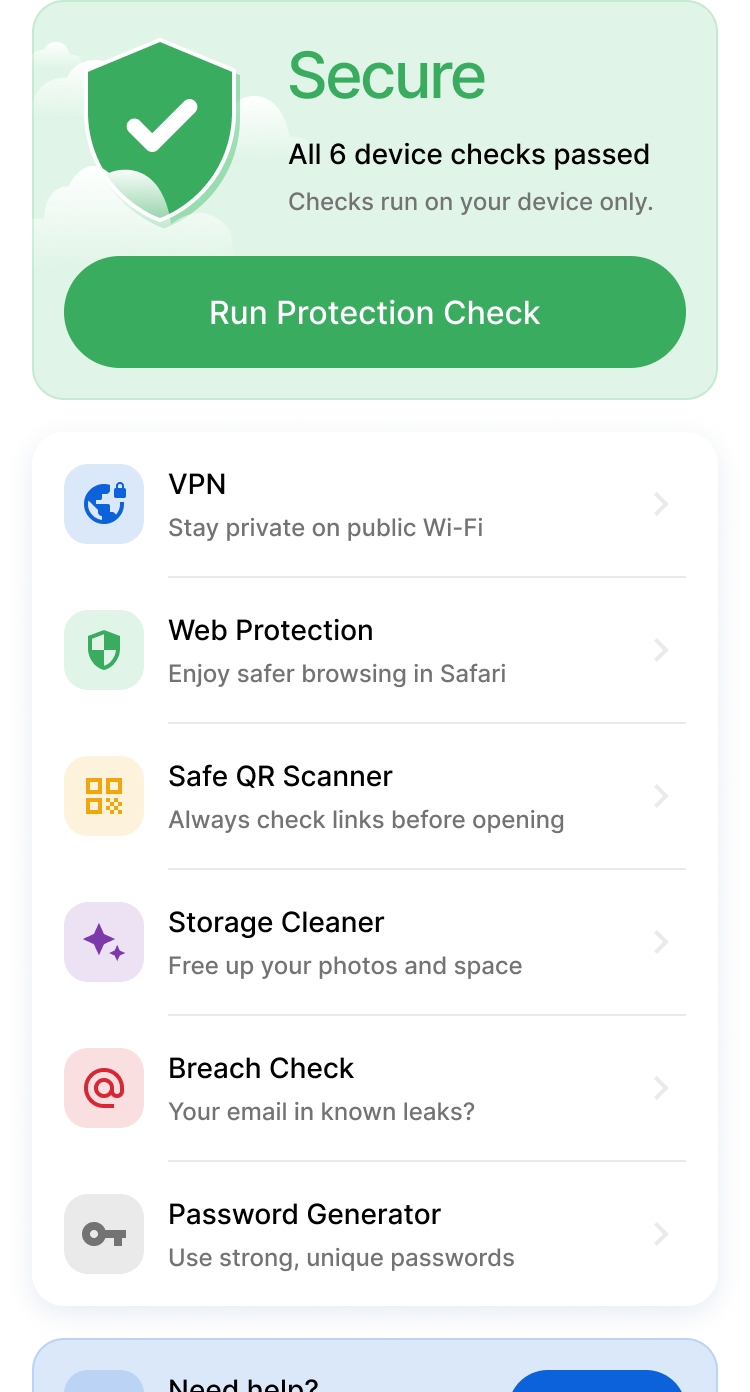 Secure
All 6 device checks passed
Checks run on your device only.
Run Protection Check
VPN
Stay private on public Wi-Fi
Web Protection
Enjoy safer browsing in Safari
Safe QR Scanner
Always check links before opening
Storage Cleaner
Free up your photos and space
Breach Check
Your email in known leaks?
Password Generator
Use strong, unique passwords
Need help?